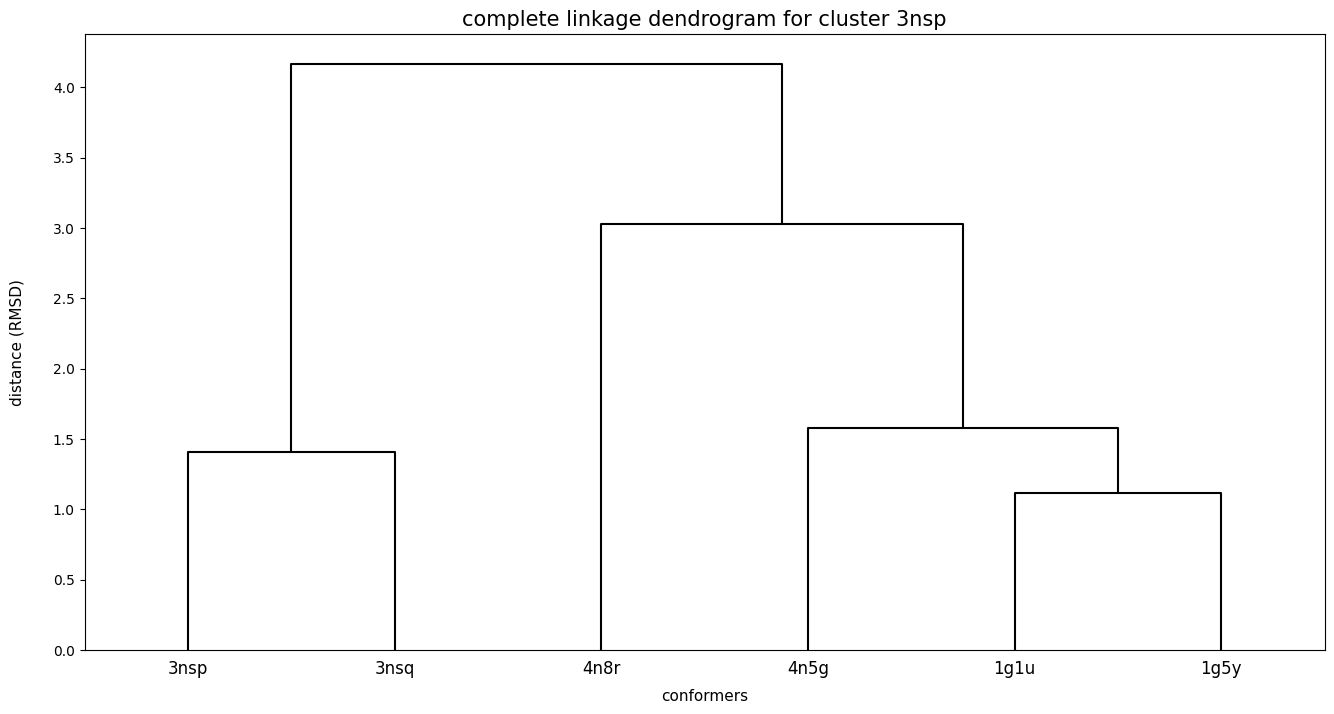 complete linkage dendrogram for cluster 3nsp
4.0
3.5
3.0
2.5
2.0
1.5
1.0
0.5
0.0
distance (RMSD)
3nsp 3nsq 4n8r 4n5g 1g1u 1g5y
conformers